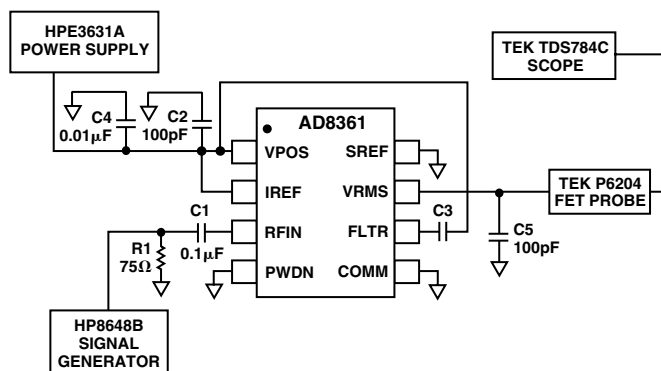 HPE3631A
POWER SUPPLY
TEK TDS784C
SCOPE
C4
0.01µF
C2
100pF
AD8361
VPOS
SREF
IREF
VRMS
TEK P6204
FET PROBE
C1
0.1µF
RFIN
FLTR
C3
C5
100pF
R1
75Ω
PWDN
COMM
HP8648B
SIGNAL
GENERATOR